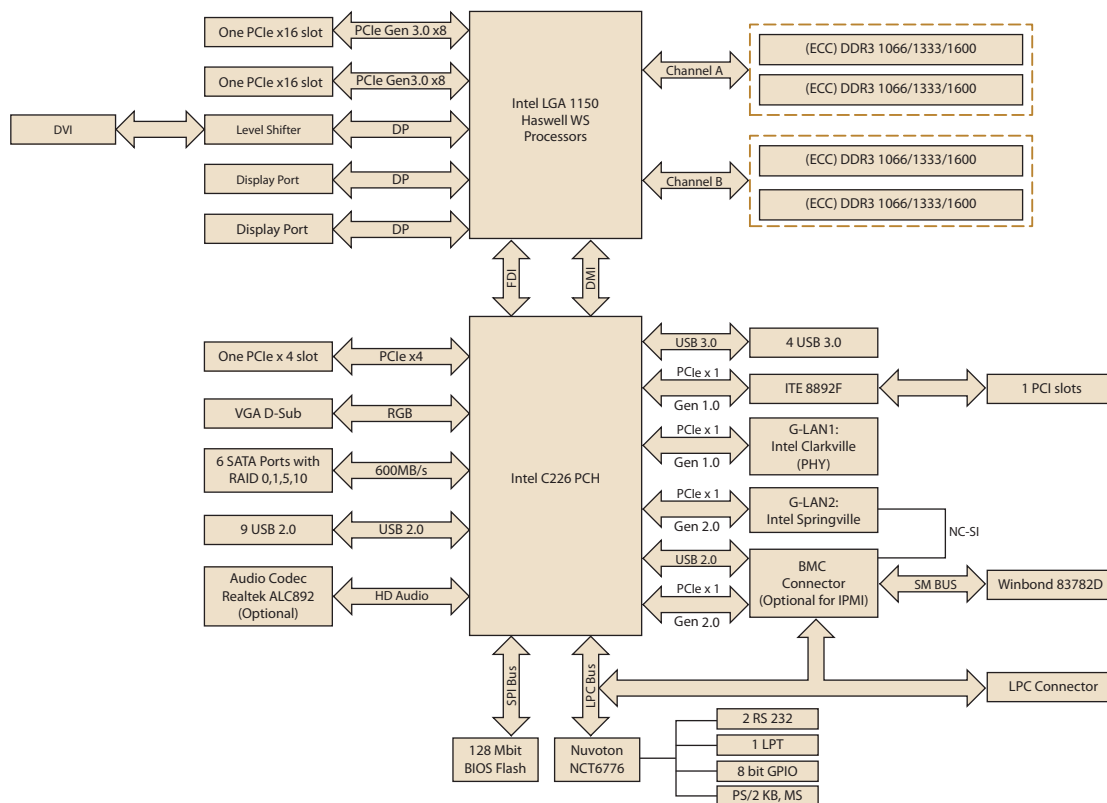 One PCIe x16 slot
PCIe Gen 3.0 x8
One PCIe x16 slot
PCIe Gen3.0 x8
DVI
Level Shifter
DP
Display Port
DP
Display Port
DP
Intel LGA 1150
Haswell WS
Processors
Channel A
(ECC) DDR3 1066/1333/1600
(ECC) DDR3 1066/1333/1600
Channel B
(ECC) DDR3 1066/1333/1600
(ECC) DDR3 1066/1333/1600
FDI
DMI
One PCIe x 4 slot
PCIe x4
VGA D-Sub
RGB
6 SATA Ports with
RAID 0,1,5,10
600MB/s
9 USB 2.0
USB 2.0
Audio Codec
Realtek ALC892
(Optional)
HD Audio
Intel C226 PCH
USB 3.0
4 USB 3.0
PCIe x 1
Gen 1.0
ITE 8892F
1 PCI slots
PCIe x 1
Gen 1.0
G-LAN1:
Intel Clarkville
(PHY)
PCIe x 1
Gen 2.0
G-LAN2:
Intel Springville
NC-SI
USB 2.0
PCIe x 1
Gen 2.0
BMC
Connector
(Optional for IPMI)
SM BUS
Winbond 83782D
SPI Bus
LPC Bus
LPC Connector
128 Mbit
BIOS Flash
Nuvoton
NCT6776
2 RS 232
1 LPT
8 bit GPIO
PS/2 KB, MS